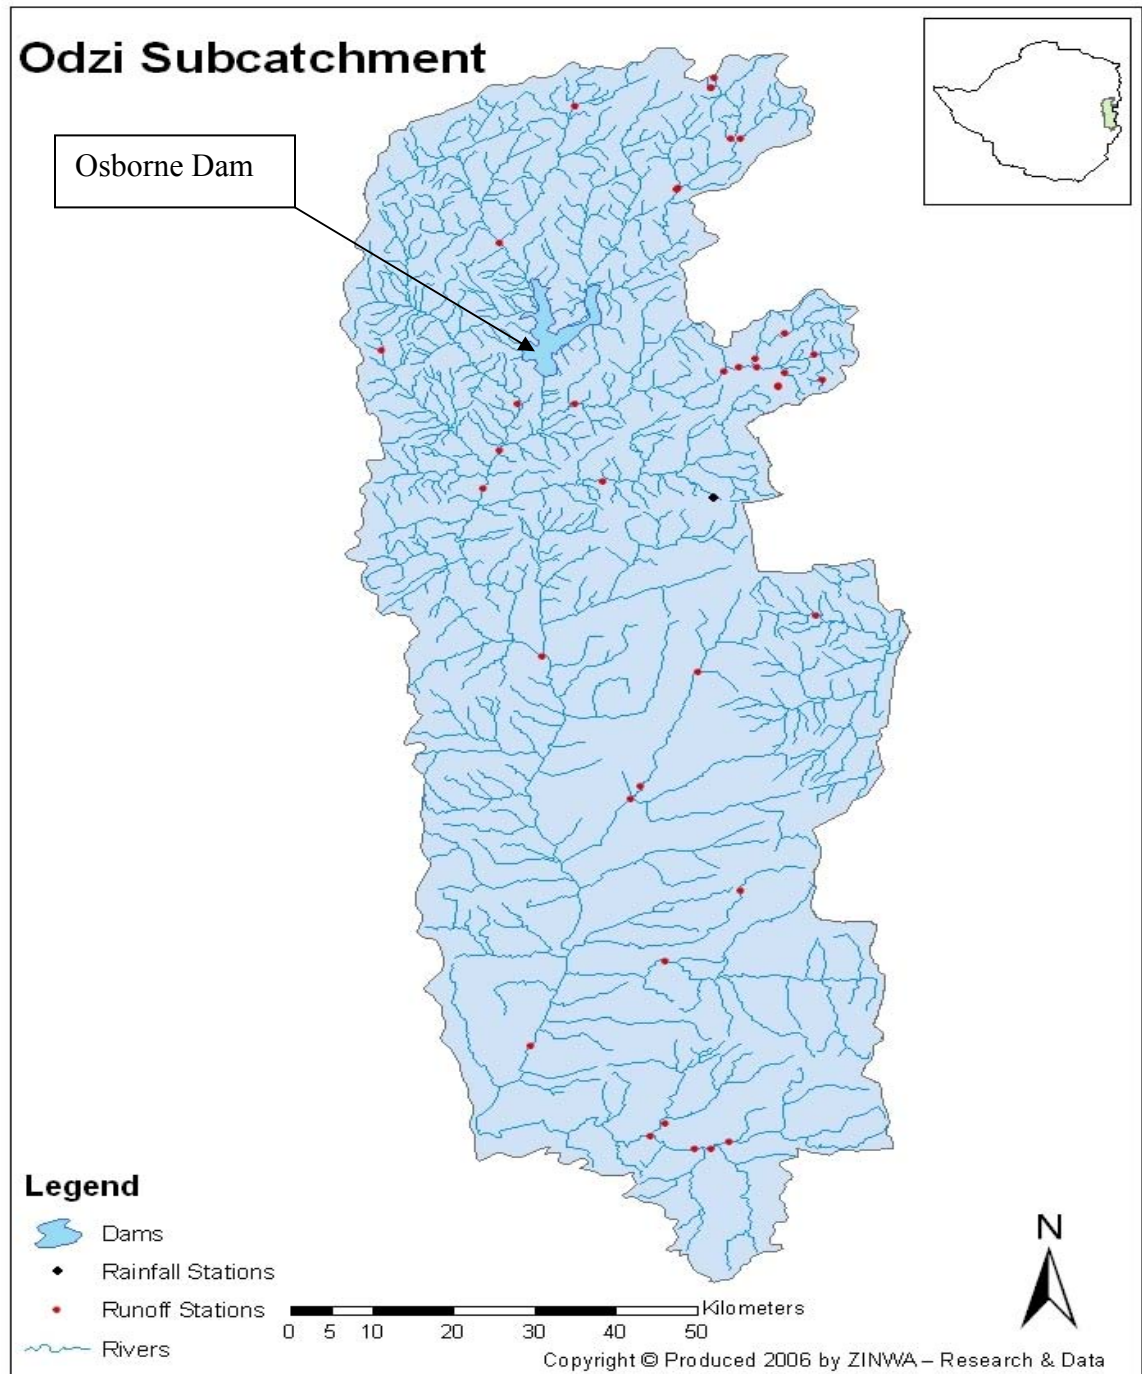 Odzi Subcatchment
Osborne Dam
Legend
Dams
Rainfall Stations
Runoff Stations
Rivers
Kilometers
0 5 10 20 30 40 50
N
Copyright © Produced 2006 by ZINWA – Research & Data